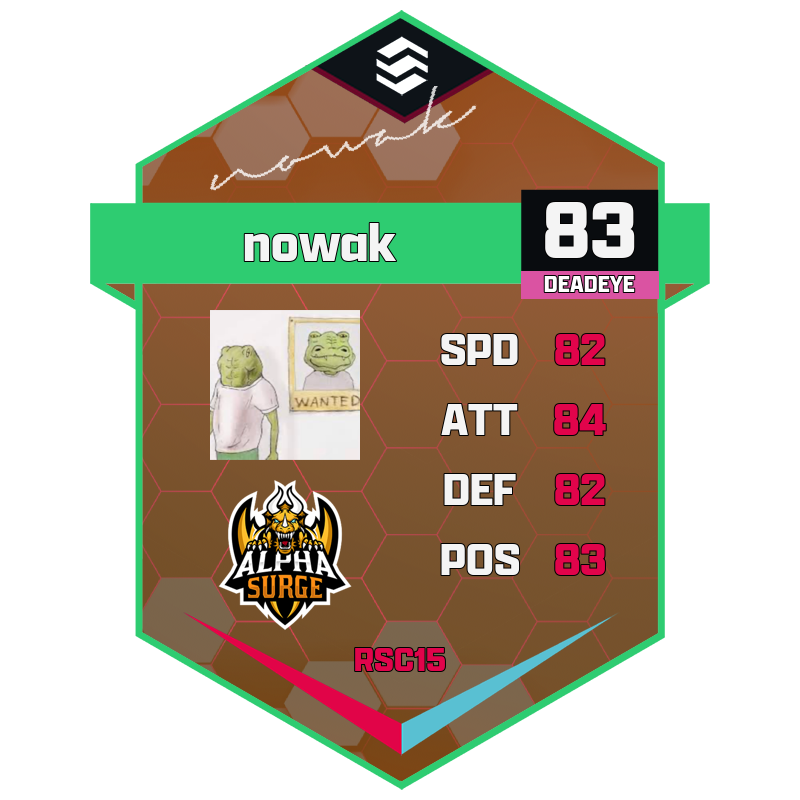 nowak
nowak
83
DEADEYE
WANTED
SPD 82
ATT 84
DEF 82
POS 83
ALPHA
SURGE
RSC15